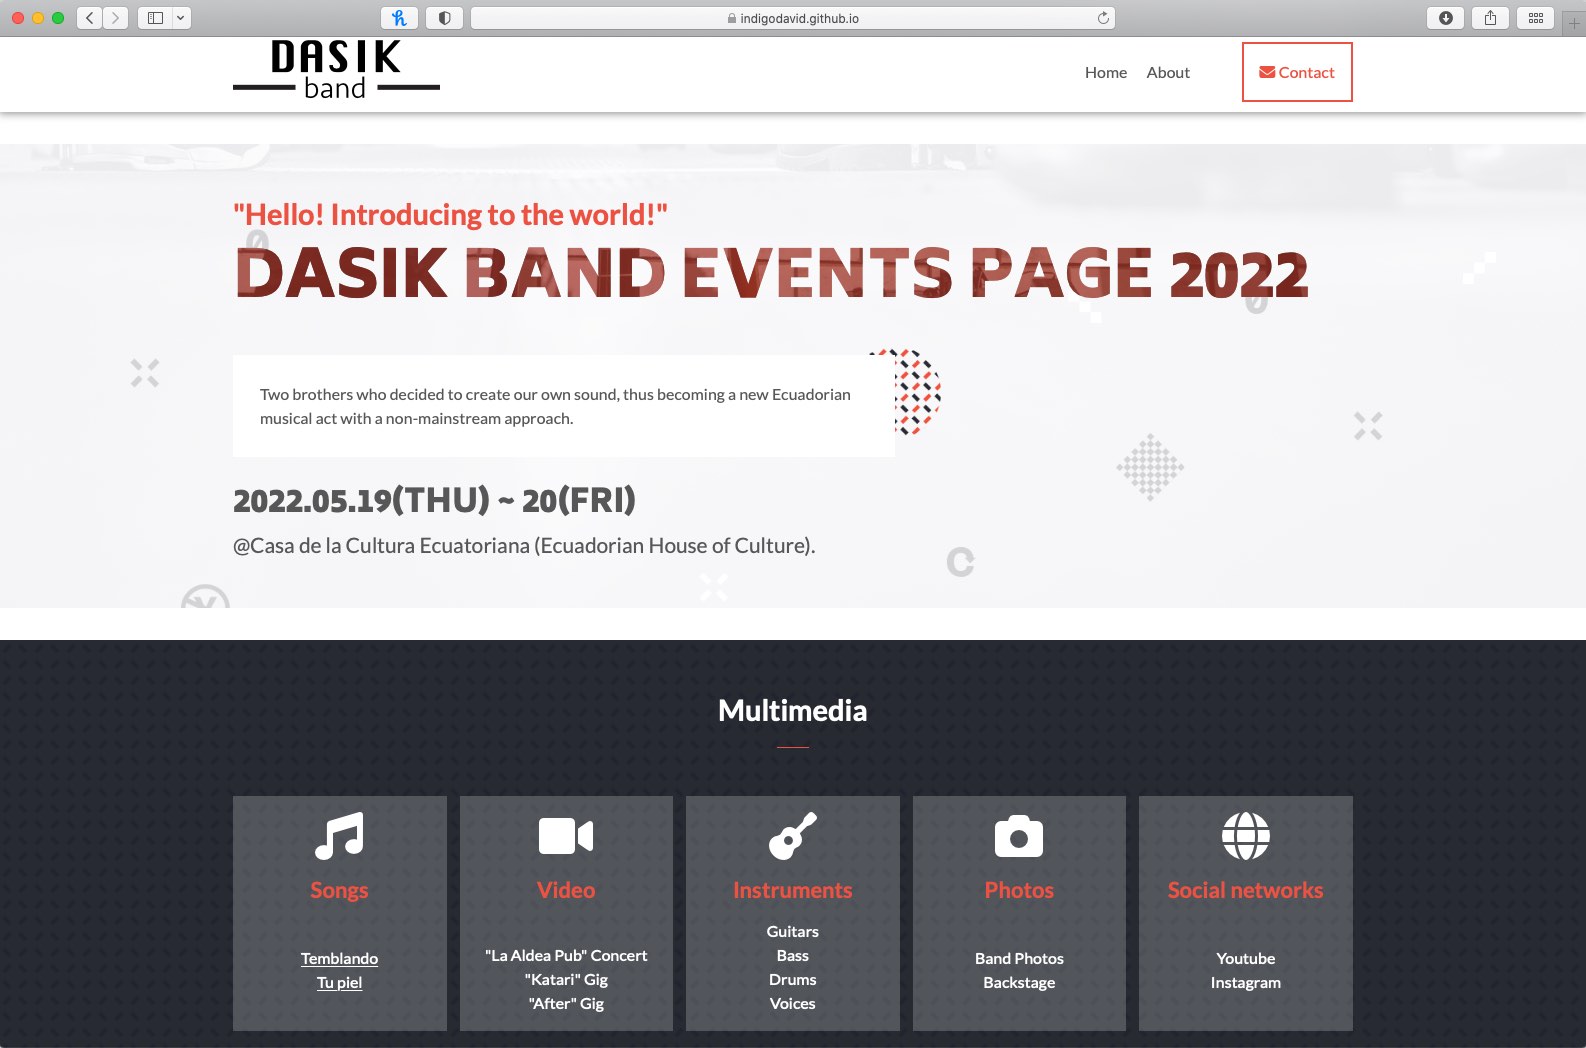 indigodavid.github.io
DASIK
band
Home
About
Contact
"Hello! Introducing to the world!"
DASIK BAND EVENTS PAGE 2022
Two brothers who decided to create our own sound, thus becoming a new Ecuadorian
musical act with a non-mainstream approach.
2022.05.19(THU) ~ 20(FRI)
@Casa de la Cultura Ecuatoriana (Ecuadorian House of Culture).
Multimedia
Songs
Temblando
Tu piel
Video
"La Aldea Pub" Concert
"Katari" Gig
"After" Gig
Instruments
Guitars
Bass
Drums
Voices
Photos
Band Photos
Backstage
Social networks
Youtube
Instagram